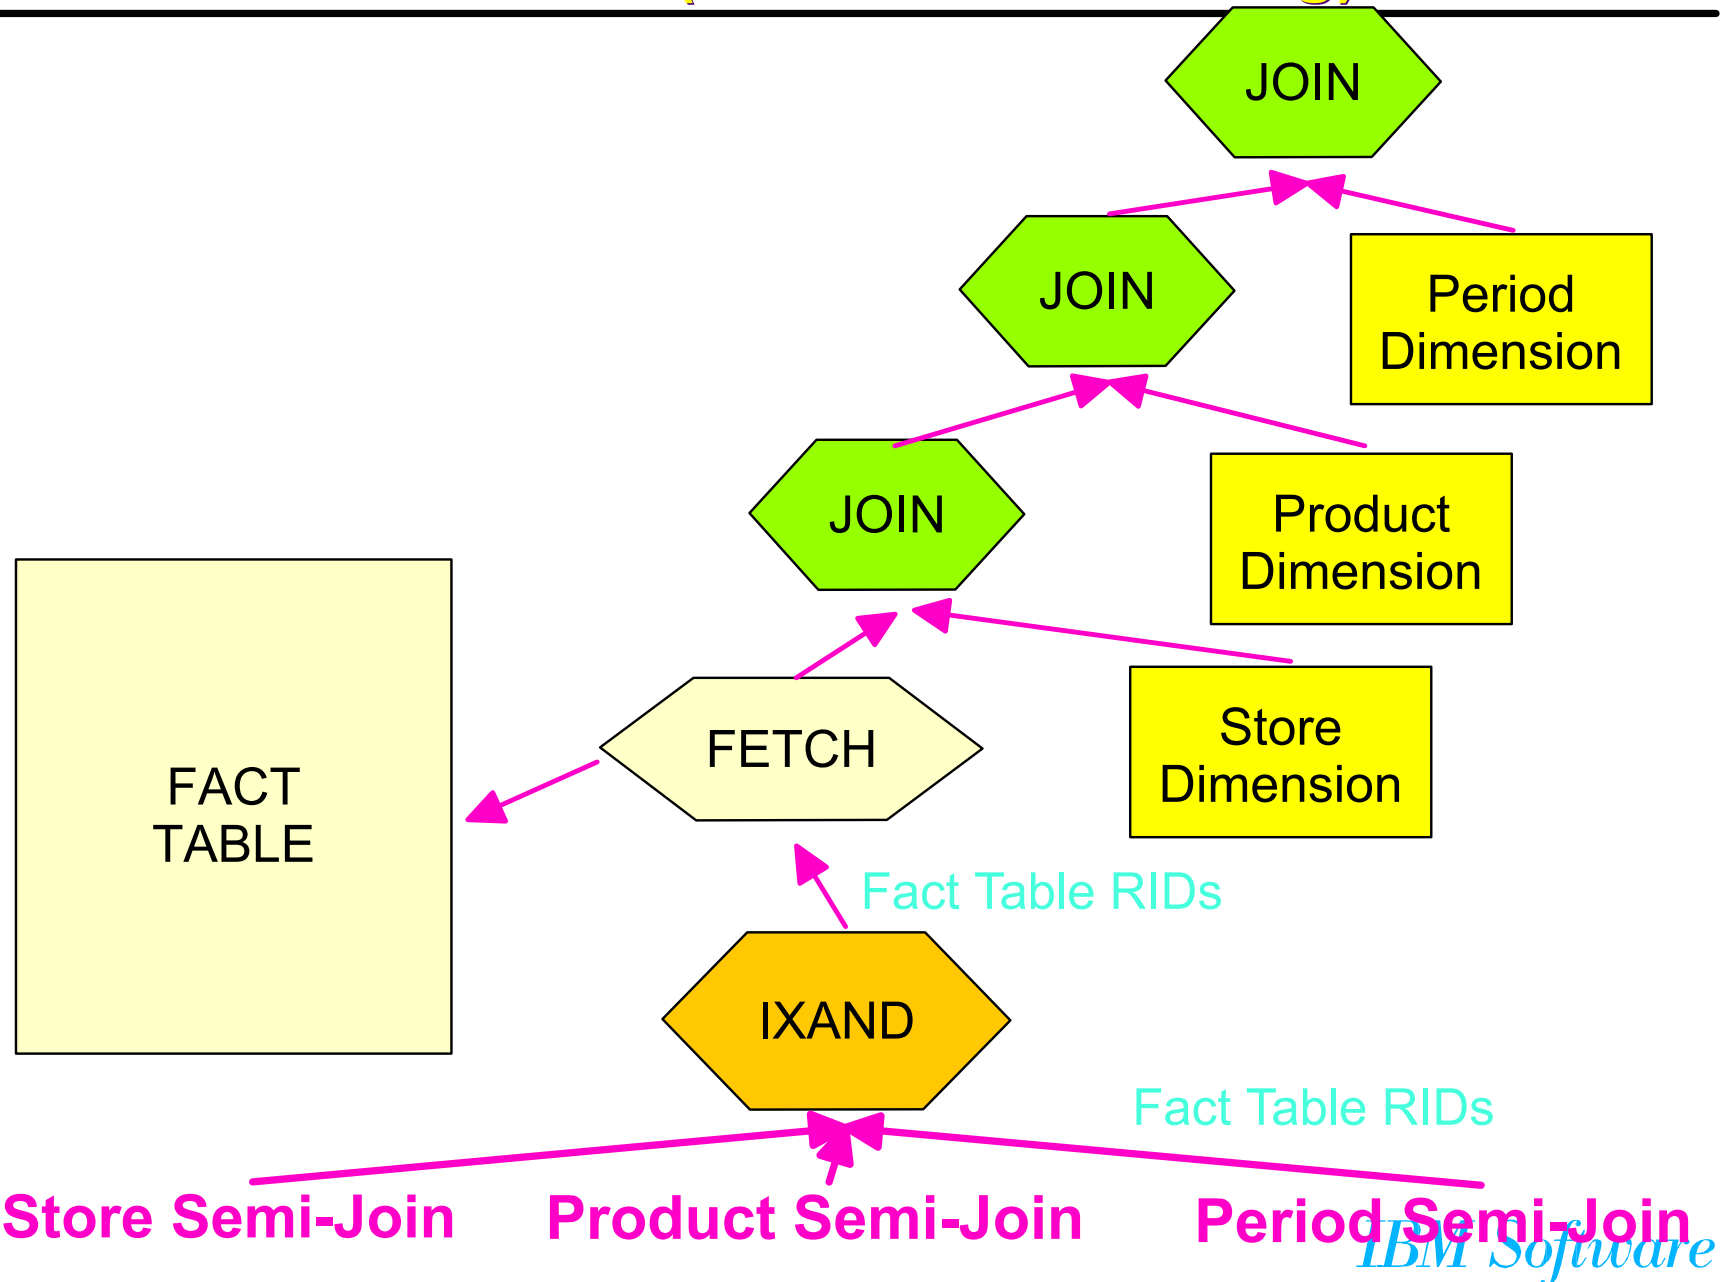 JOIN
JOIN
Period
Dimension
JOIN
Product
Dimension
FACT
TABLE
FETCH
Store
Dimension
Fact Table RIDs
IXAND
Fact Table RIDs
Store Semi-Join
Product Semi-Join
Period Semi-Join
IBM Software